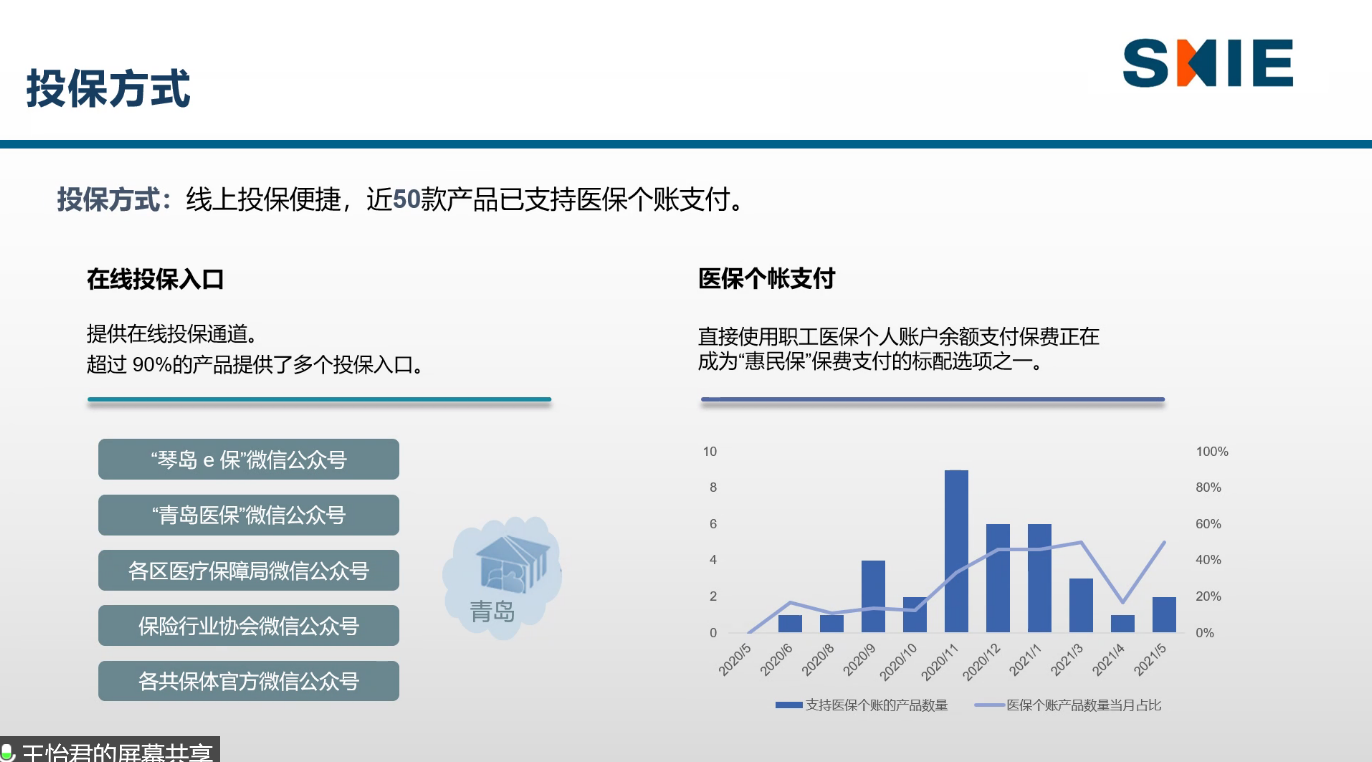 投保方式
SKIE
投保方式：线上投保便捷，近50款产品已支持医保个账支付。
在线投保入口
提供在线投保通道。
超过 90%的产品提供了多个投保入口。
“琴岛 e 保”微信公众号
“青岛医保”微信公众号
各区医疗保障局微信公众号
保险行业协会微信公众号
各共保体官方微信公众号
青岛
医保个帐支付
直接使用职工医保个人账户余额支付保费正在
成为“惠民保”保费支付的标配选项之一。
10
8
6
4
2
0
100%
80%
60%
40%
20%
0%
2020/5
2020/6
2020/8
2020/9
2020/10
2020/11
2020/12
2021/1
2021/3
2021/4
2021/5
支持医保个账的产品数量
医保个账产品数量当月占比
王怡君的屏幕共享